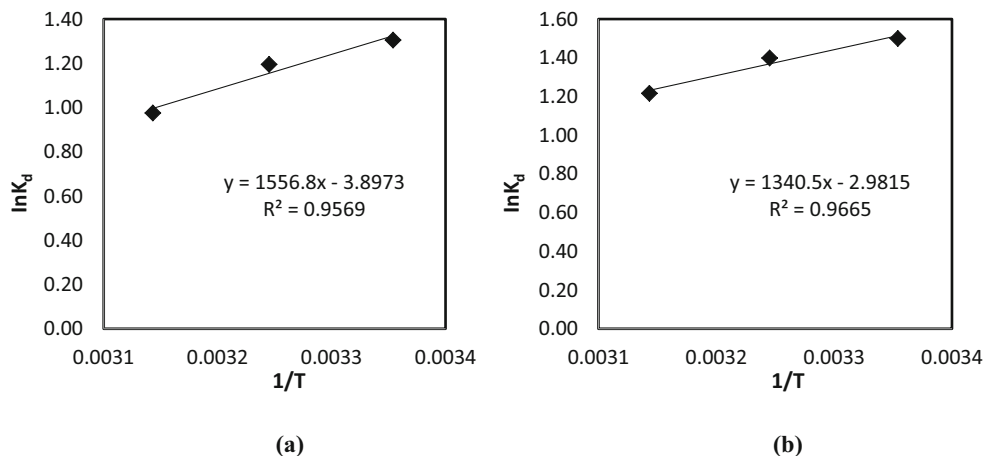 1.40
1.20
1.00
0.80
0.60
0.40
0.20
0.00
lnKd
y = 1556.8x - 3.8973
R² = 0.9569
0.0031 0.0032 0.0033 0.0034
1/T
(a)
1.60
1.40
1.20
1.00
0.80
0.60
0.40
0.20
0.00
lnKd
y = 1340.5x - 2.9815
R² = 0.9665
0.0031 0.0032 0.0033 0.0034
1/T
(b)